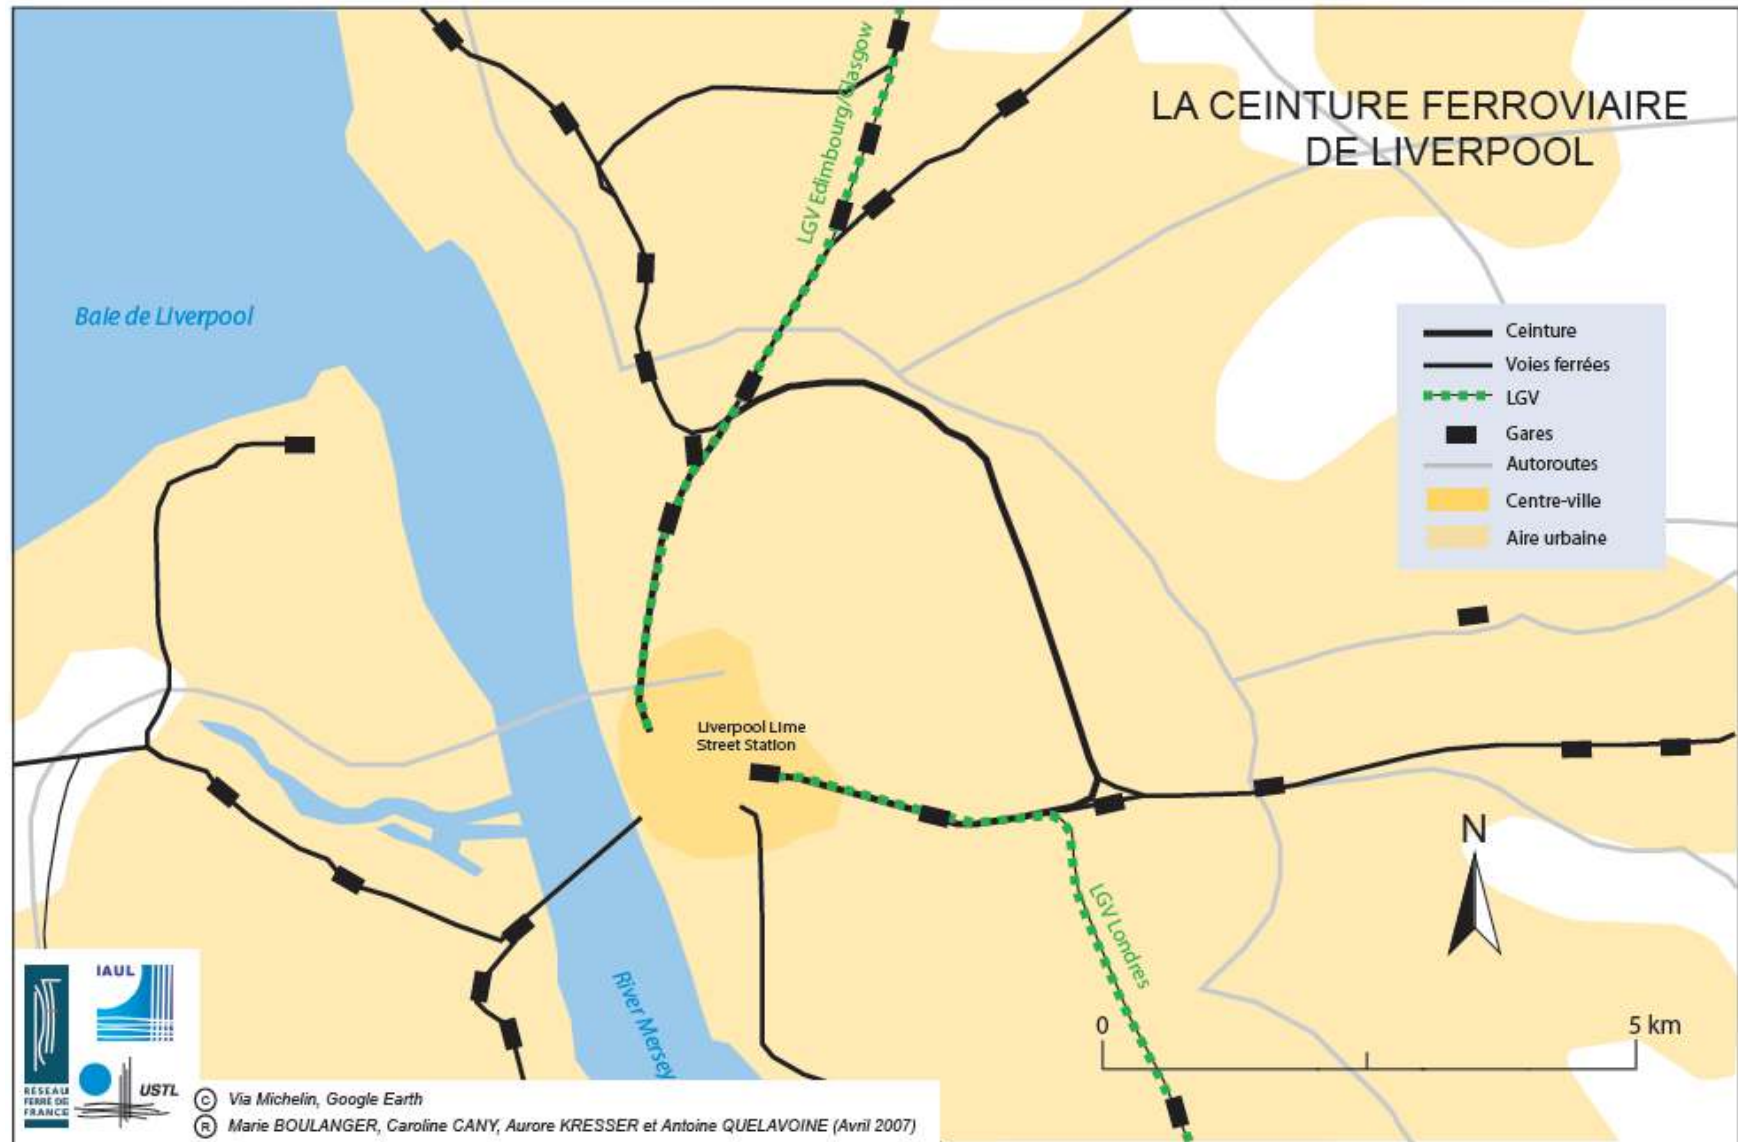 LA CEINTURE FERROVIAIRE
DE LIVERPOOL
LGV Edimbourg/Glasgow
Baie de Liverpool
Ceinture
Voies ferrées
LGV
Gares
Autoroutes
Centre-ville
Aire urbaine
Liverpool Lime
Street Station
LGV Londres
River Mersey
N
0
5 km
IAUL
RESEAU
FERRE DE
FRANCE
USTL
C Via Michelin, Google Earth
R Marie BOULANGER, Caroline CANY, Aurore KRESSER et Antoine QUELAVOINE (Avril 2007)